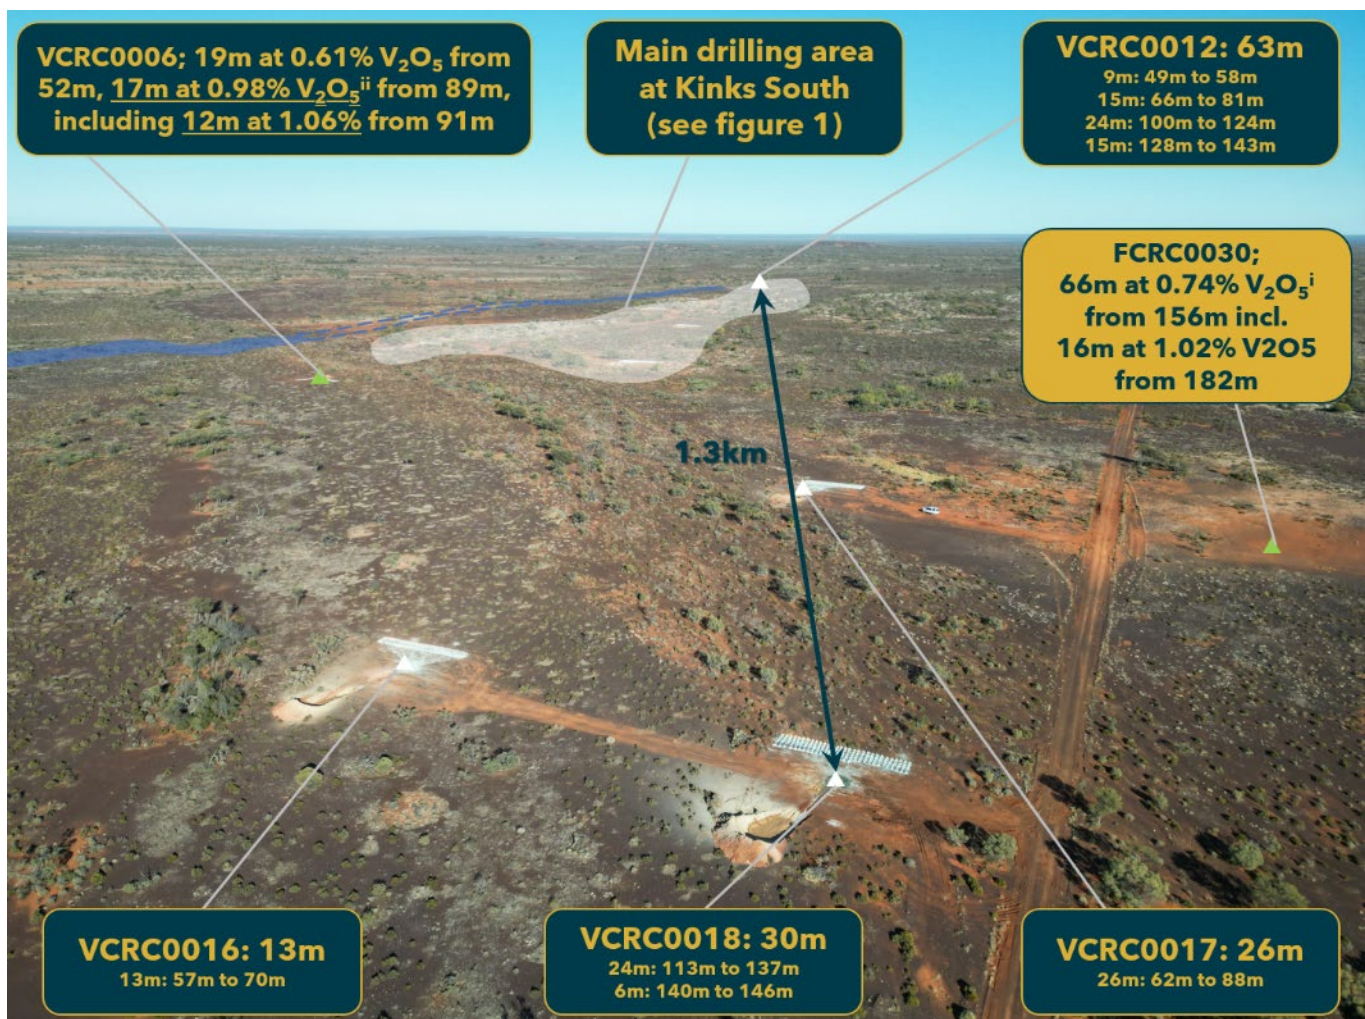 VCRC0006; 19m at 0.61% V₂O₅ from
52m, 17m at 0.98% V₂O₅ⁱⁱ from 89m,
including 12m at 1.06% from 91m
Main drilling area
at Kinks South
(see figure 1)
VCRC0012: 63m
9m: 49m to 58m
15m: 66m to 81m
24m: 100m to 124m
15m: 128m to 143m
FCRC0030;
66m at 0.74% V₂O₅ⁱ
from 156m incl.
16m at 1.02% V2O5
from 182m
1.3km
VCRC0016: 13m
13m: 57m to 70m
VCRC0018: 30m
24m: 113m to 137m
6m: 140m to 146m
VCRC0017: 26m
26m: 62m to 88m